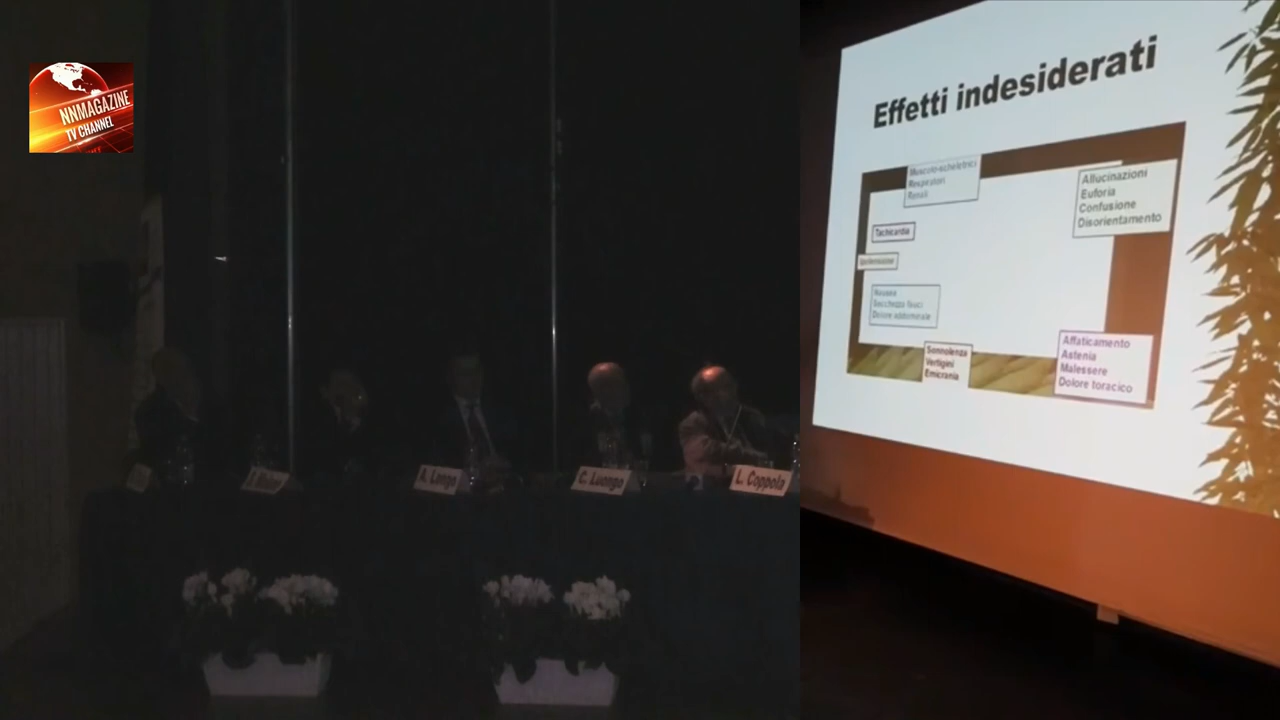 NNMAGAZINE
TV CHANNEL
Effetti indesiderati
Muscolo-scheletrici
Respiratori
Renali
Allucinazioni
Euforia
Confusione
Disorientamento
Tachicardia
Nausea
Secchezza fauci
Dolore addominale
Sonnolenza
Vertigini
Emicrania
Affaticamento
Astenia
Malessere
Dolore toracico
A. Longo
C. Luongo
L. Coppola